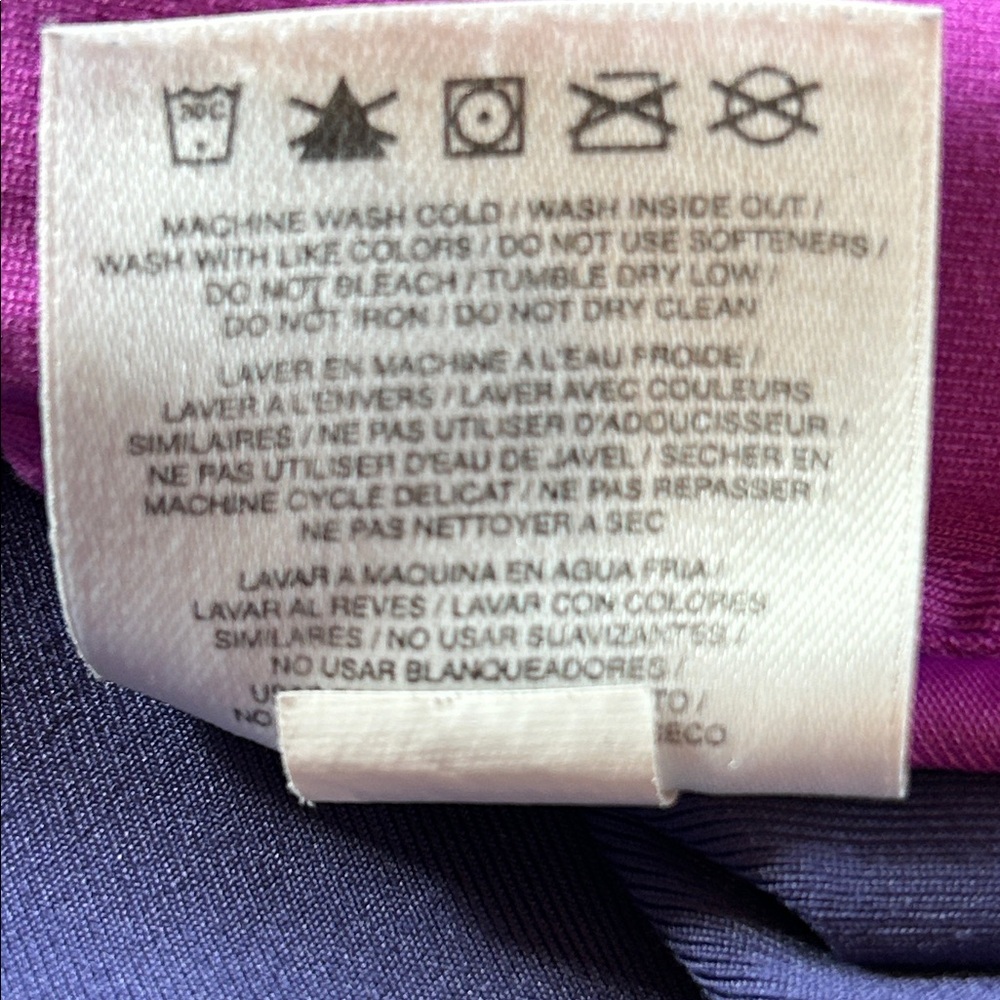 30C
MACHINE WASH COLD / WASH INSIDE OUT /
WASH WITH LIKE COLORS / DO NOT USE SOFTENERS /
DO NOT BLEACH / TUMBLE DRY LOW /
DO NOT IRON / DO NOT DRY CLEAN
LAVER EN MACHINE A L'EAU FROIDE /
LAVER A L'ENVERS / LAVER AVEC COULEURS
SIMILAIRES / NE PAS UTILISER D'ADOUCISSEUR /
NE PAS UTILISER D'EAU DE JAVEL / SECHER EN
MACHINE CYCLE DELICAT / NE PAS REPASSER /
NE PAS NETTOYER A SEC
LAVAR A MAQUINA EN AGUA FRIA /
LAVAR AL REVES / LAVAR CON COLORES
SIMILARES / NO USAR SUAVIZANTES /
NO USAR BLANQUEADORES /
NO